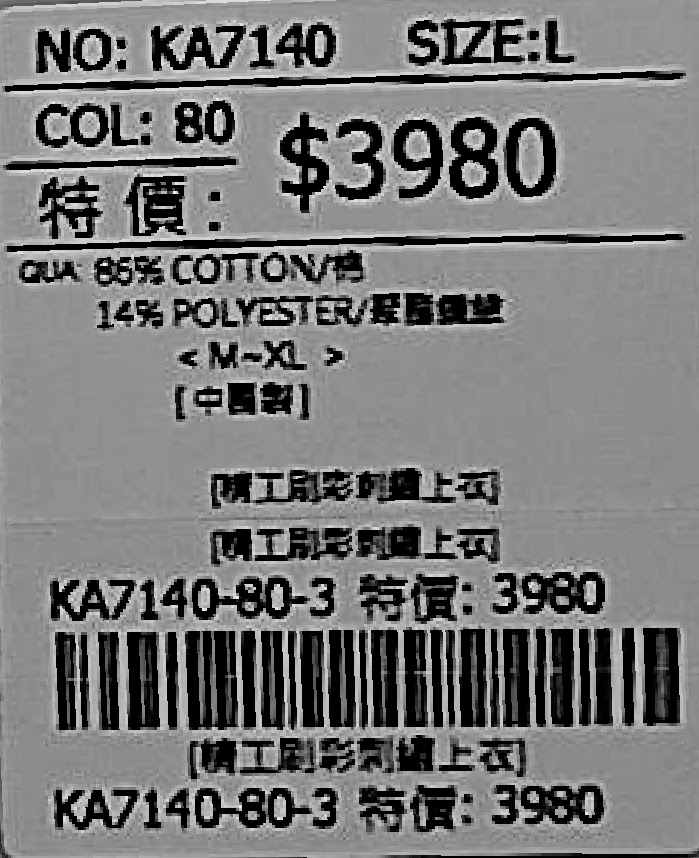 NO: KA7140 SIZE:L
COL: 80
$3980
特價:
QUA: 86% COTTON/棉
14% POLYESTER/聚酯纖維
< M~XL >
[中國製]
[精工刷彩刺繡上衣]
[精工刷彩刺繡上衣]
KA7140-80-3 特價: 3980
[精工刷彩刺繡上衣]
KA7140-80-3 特價: 3980